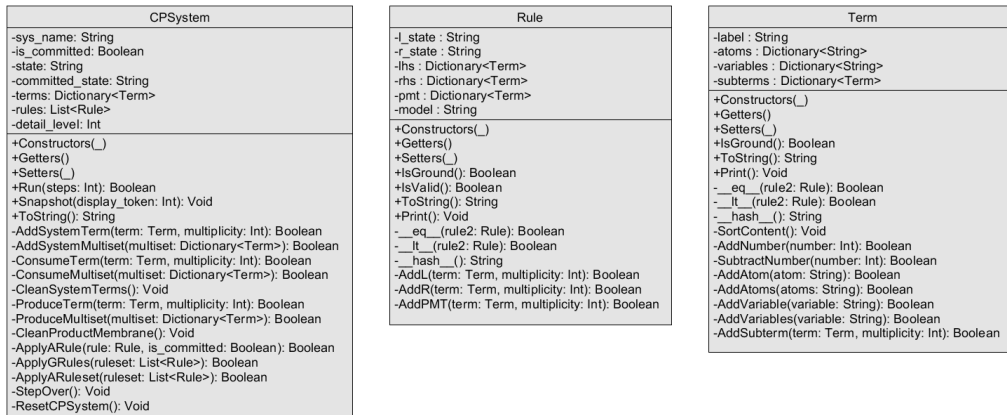 CPSystem
-sys_name: String
-is_committed: Boolean
-state: String
-committed_state: String
-terms: Dictionary<Term>
-rules: List<Rule>
-detail_level: Int
+Constructors(_)
+Getters()
+Setters(_)
+Run(steps: Int): Boolean
+Snapshot(display_token: Int): Void
+ToString(): String
-AddSystemTerm(term: Term, multiplicity: Int): Boolean
-AddSystemMultiset(multiset: Dictionary<Term>): Boolean
-ConsumeTerm(term: Term, multiplicity: Int): Boolean
-ConsumeMultiset(multiset: Dictionary<Term>): Boolean
-CleanSystemTerms(): Void
-ProduceTerm(term: Term, multiplicity: Int): Boolean
-ProduceMultiset(multiset: Dictionary<Term>): Boolean
-CleanProductMembrane(): Void
-ApplyARule(rule: Rule, is_committed: Boolean): Boolean
-ApplyGRules(ruleset: List<Rule>): Boolean
-ApplyARuleset(ruleset: List<Rule>): Boolean
-StepOver(): Void
-ResetCPSystem(): Void
Rule
-l_state : String
-r_state : String
-lhs : Dictionary<Term>
-rhs : Dictionary<Term>
-pmt : Dictionary<Term>
-model : String
+Constructors(_)
+Getters()
+Setters(_)
+IsGround(): Boolean
+IsValid(): Boolean
+ToString(): String
+Print(): Void
-__eq__(rule2: Rule): Boolean
-__lt__(rule2: Rule): Boolean
-__hash__(): String
-AddL(term: Term, multiplicity: Int): Boolean
-AddR(term: Term, multiplicity: Int): Boolean
-AddPMT(term: Term, multiplicity: Int): Boolean
Term
-label : String
-atoms : Dictionary<String>
-variables : Dictionary<String>
-subterms : Dictionary<Term>
+Constructors(_)
+Getters()
+Setters(_)
+IsGround(): Boolean
+ToString(): String
+Print(): Void
-__eq__(rule2: Rule): Boolean
-__lt__(rule2: Rule): Boolean
-__hash__(): String
-SortContent(): Void
-AddNumber(number: Int): Boolean
-SubtractNumber(number: Int): Boolean
-AddAtom(atom: String): Boolean
-AddAtoms(atoms: String): Boolean
-AddVariable(variable: String): Boolean
-AddVariables(variable: String): Boolean
-AddSubterm(term: Term, multiplicity: Int): Boolean